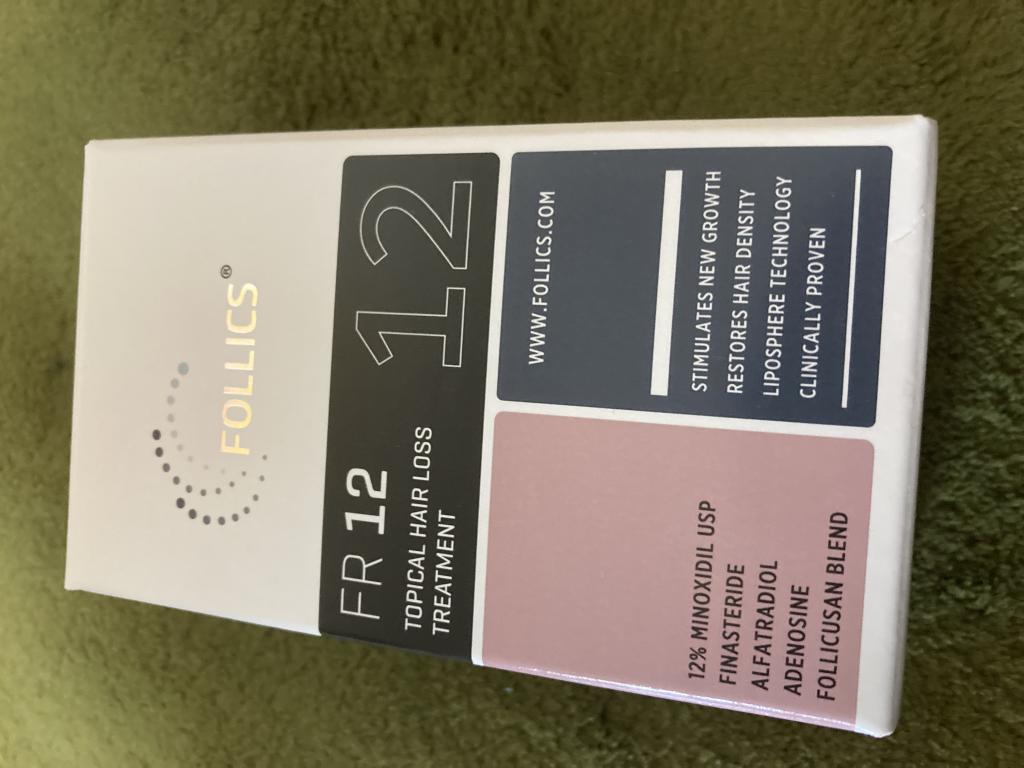 FOLLICS®
FR 12
TOPICAL HAIR LOSS
TREATMENT
12
12% MINOXIDIL USP
FINASTERIDE
ALFATRADIOL
ADENOSINE
FOLLICUSAN BLEND
WWW.FOLLICS.COM
STIMULATES NEW GROWTH
RESTORES HAIR DENSITY
LIPOSPHERE TECHNOLOGY
CLINICALLY PROVEN